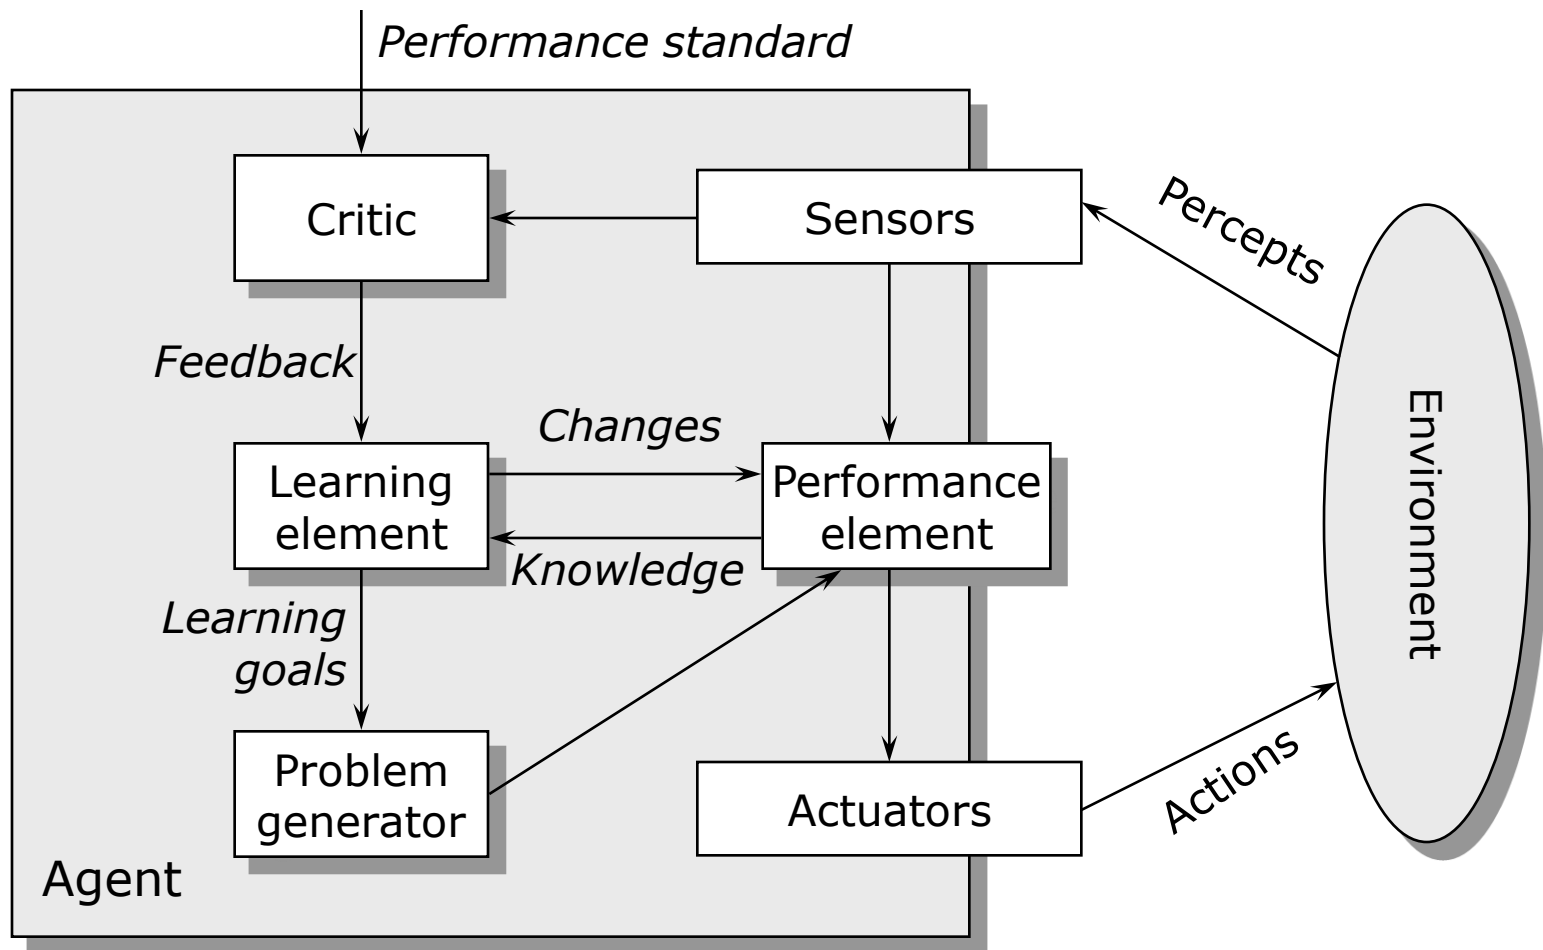 Performance standard
Critic
Sensors
Percepts
Feedback
Changes
Environment
Learning
element
Performance
element
Knowledge
Learning
goals
Problem
generator
Actuators
Actions
Agent